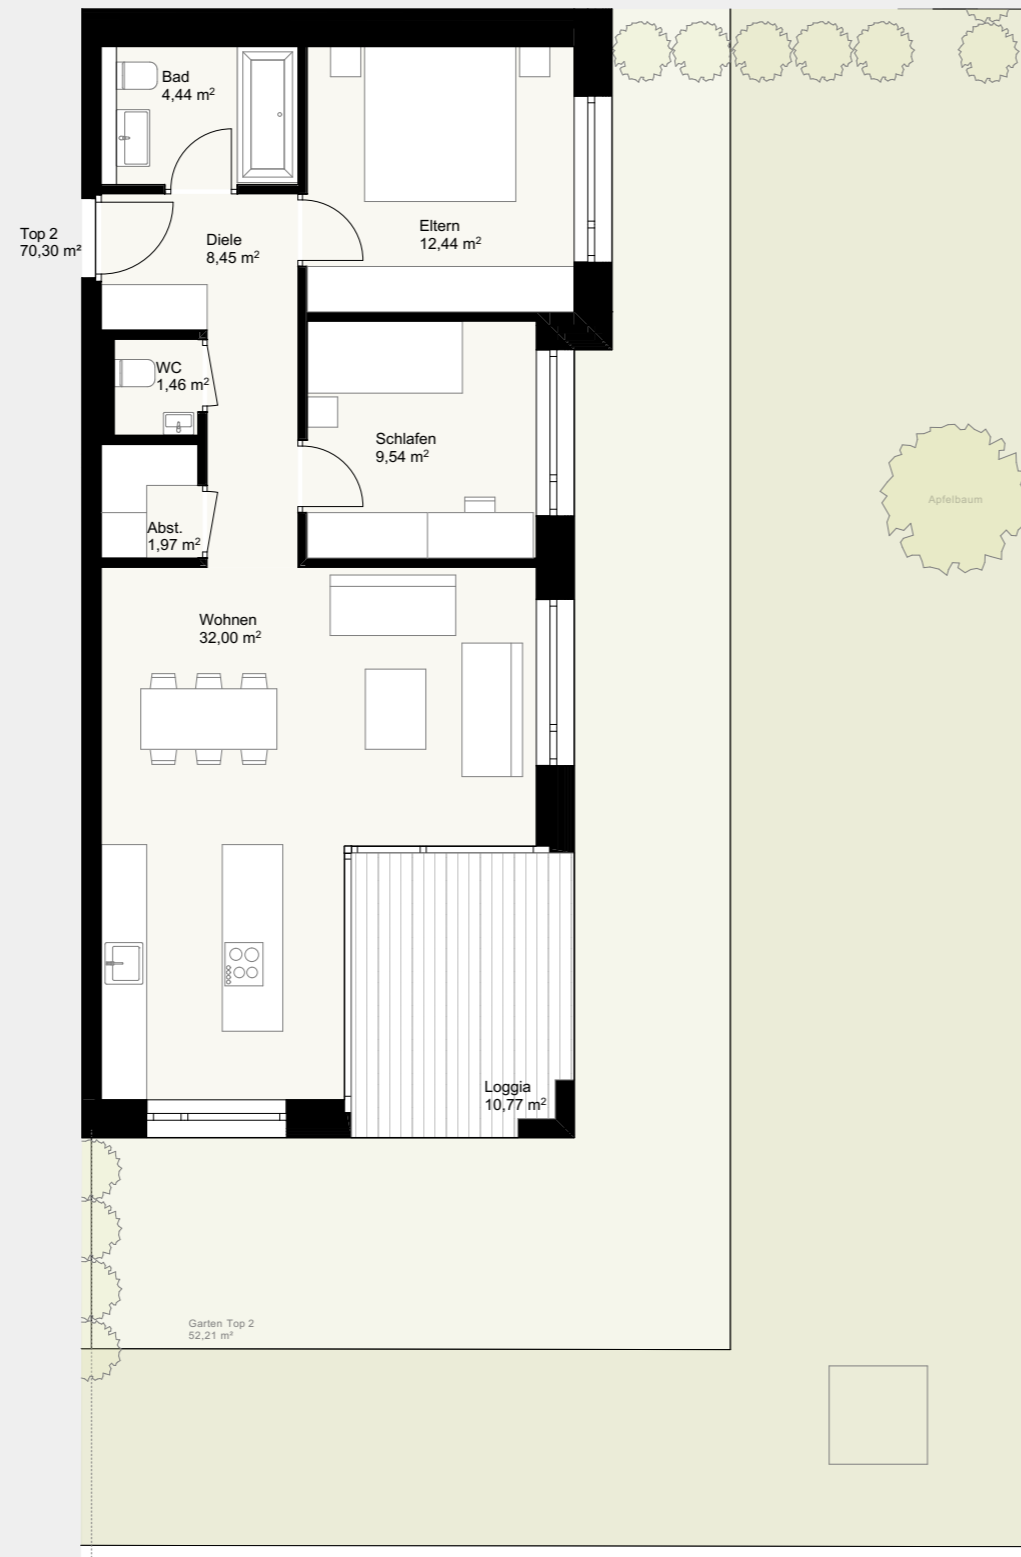 Bad
4,44 m²
Top 2
70,30 m²
Diele
8,45 m²
Eltern
12,44 m²
WC
1,46 m²
Schlafen
9,54 m²
Apfelbaum
Abst.
1,97 m²
Wohnen
32,00 m²
Loggia
10,77 m²
Garten Top 2
52,21 m²